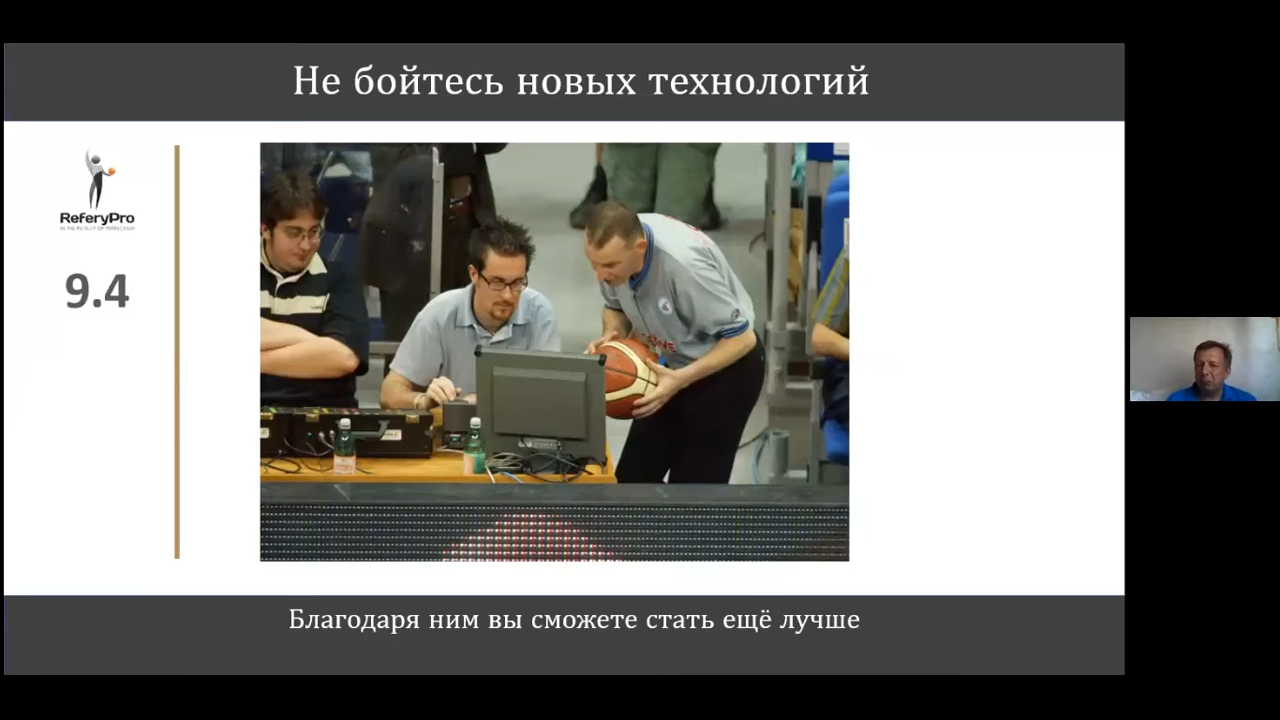 Не бойтесь новых технологий
ReferyPro
9.4
Благодаря ним вы сможете стать ещё лучше